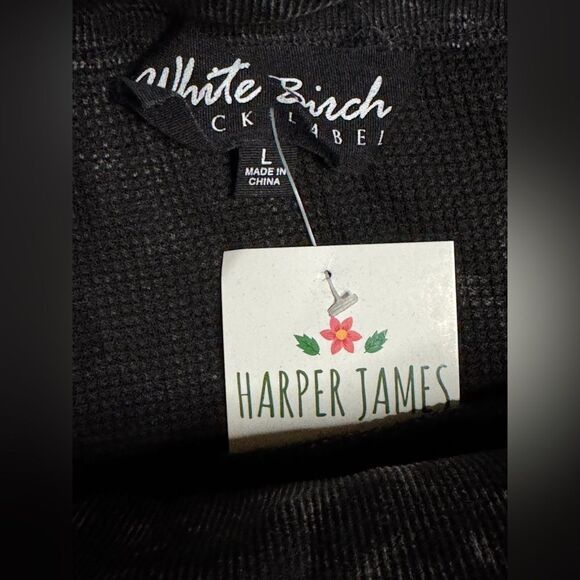 White Birch
CK LABEL
L
MADE IN
CHINA
HARPER JAMES